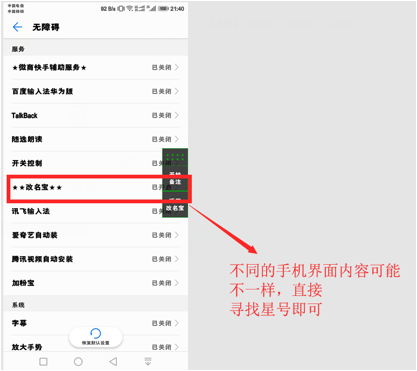 中国电信
中国移动
92 B/s 21:40
无障碍
服务
★微商快手辅助服务★ 已关闭
百度输入法华为版 已关闭
TalkBack 已关闭
随选朗读 已关闭
开关控制 已关
备注
★★改名宝★★ 已开
改名宝
讯飞输入法 已关
爱奇艺自动装 已关闭
腾讯视频自动安装 已关闭
加粉宝 已关闭
系统
字幕 已关闭
放大手势 已关闭
恢复默认设置
不同的手机界面内容可能
不一样，直接
寻找星号即可